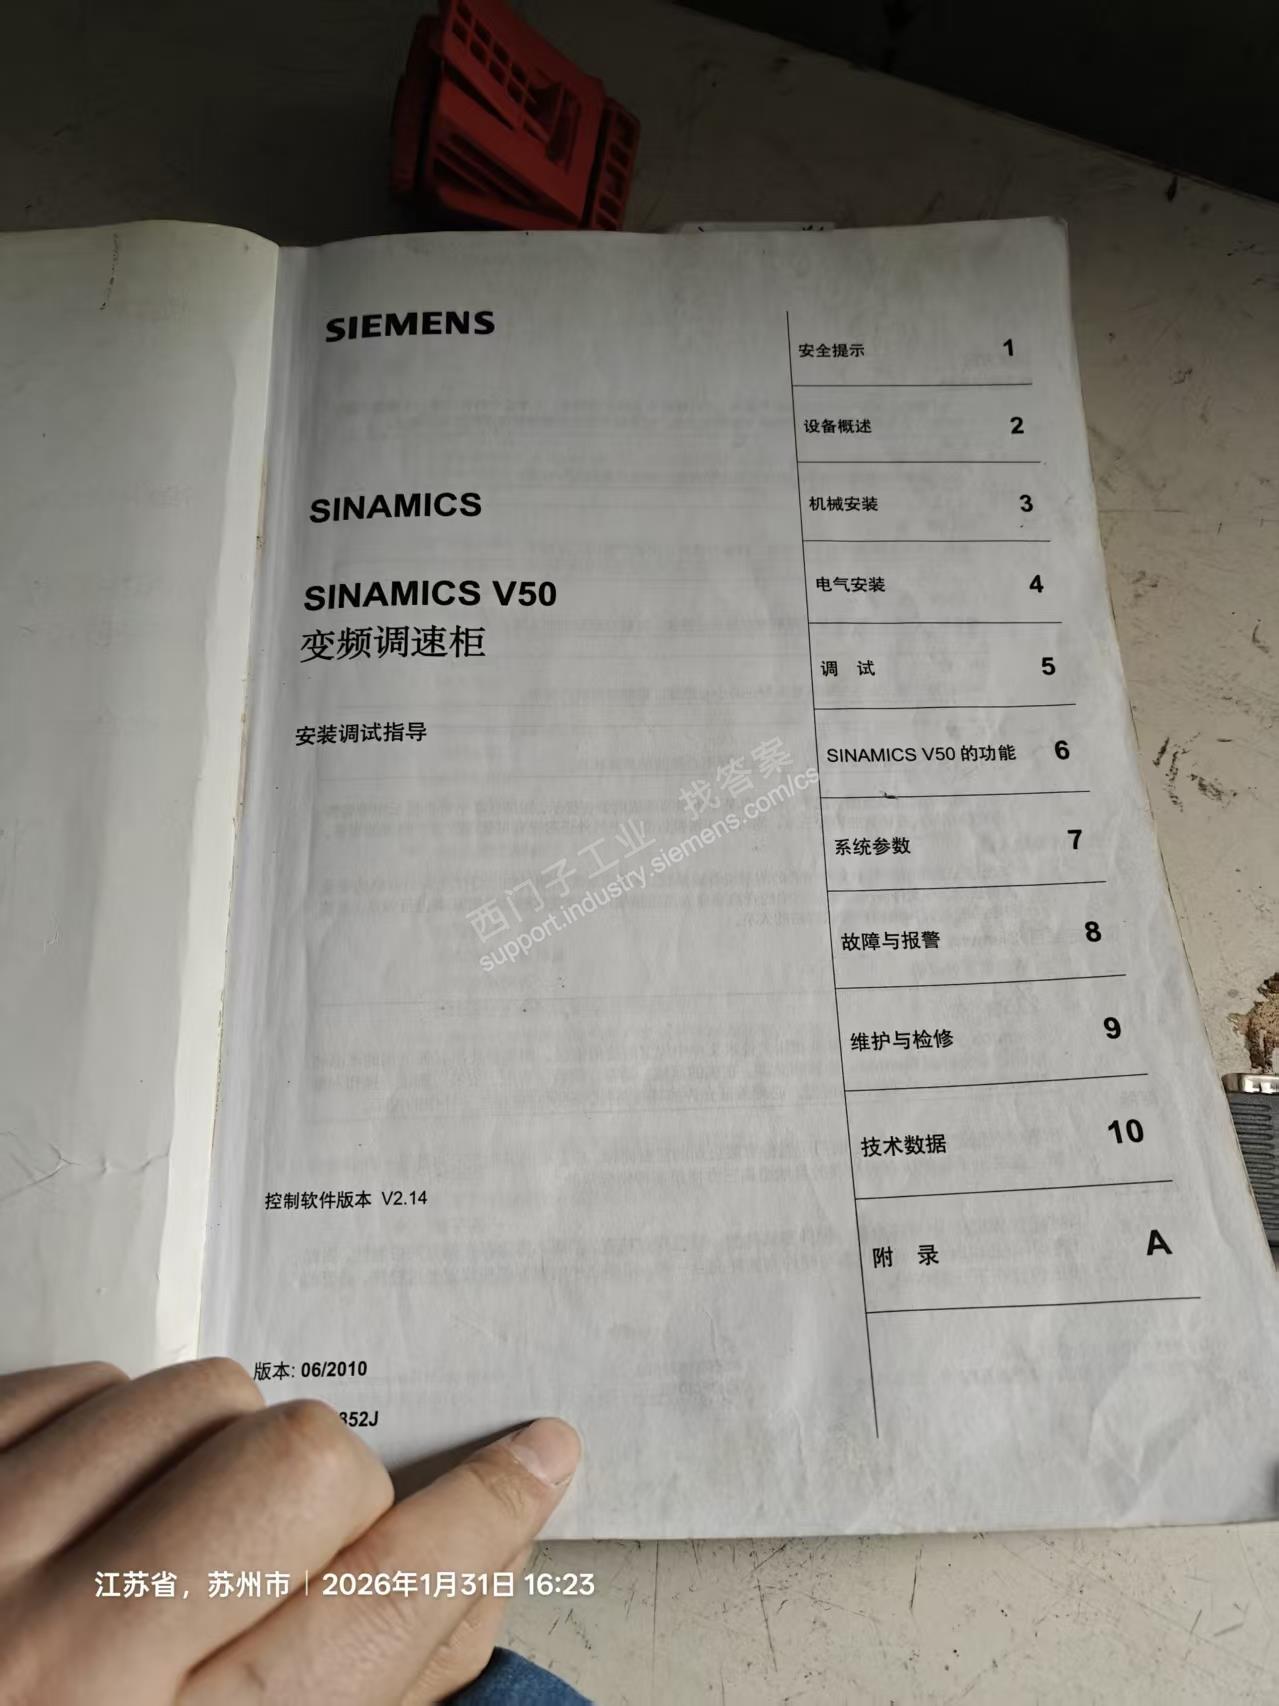 SIEMENS
SINAMICS
SINAMICS V50
变频调速柜
安装调试指导
控制软件版本 V2.14
版本: 06/2010
352J
安全提示 1
设备概述 2
机械安装 3
电气安装 4
调 试 5
SINAMICS V50 的功能 6
系统参数 7
故障与报警 8
维护与检修 9
技术数据 10
附 录 A
西门子工业 找答案
support.industry.siemens.com/cs
江苏省，苏州市 | 2026年1月31日 16:23